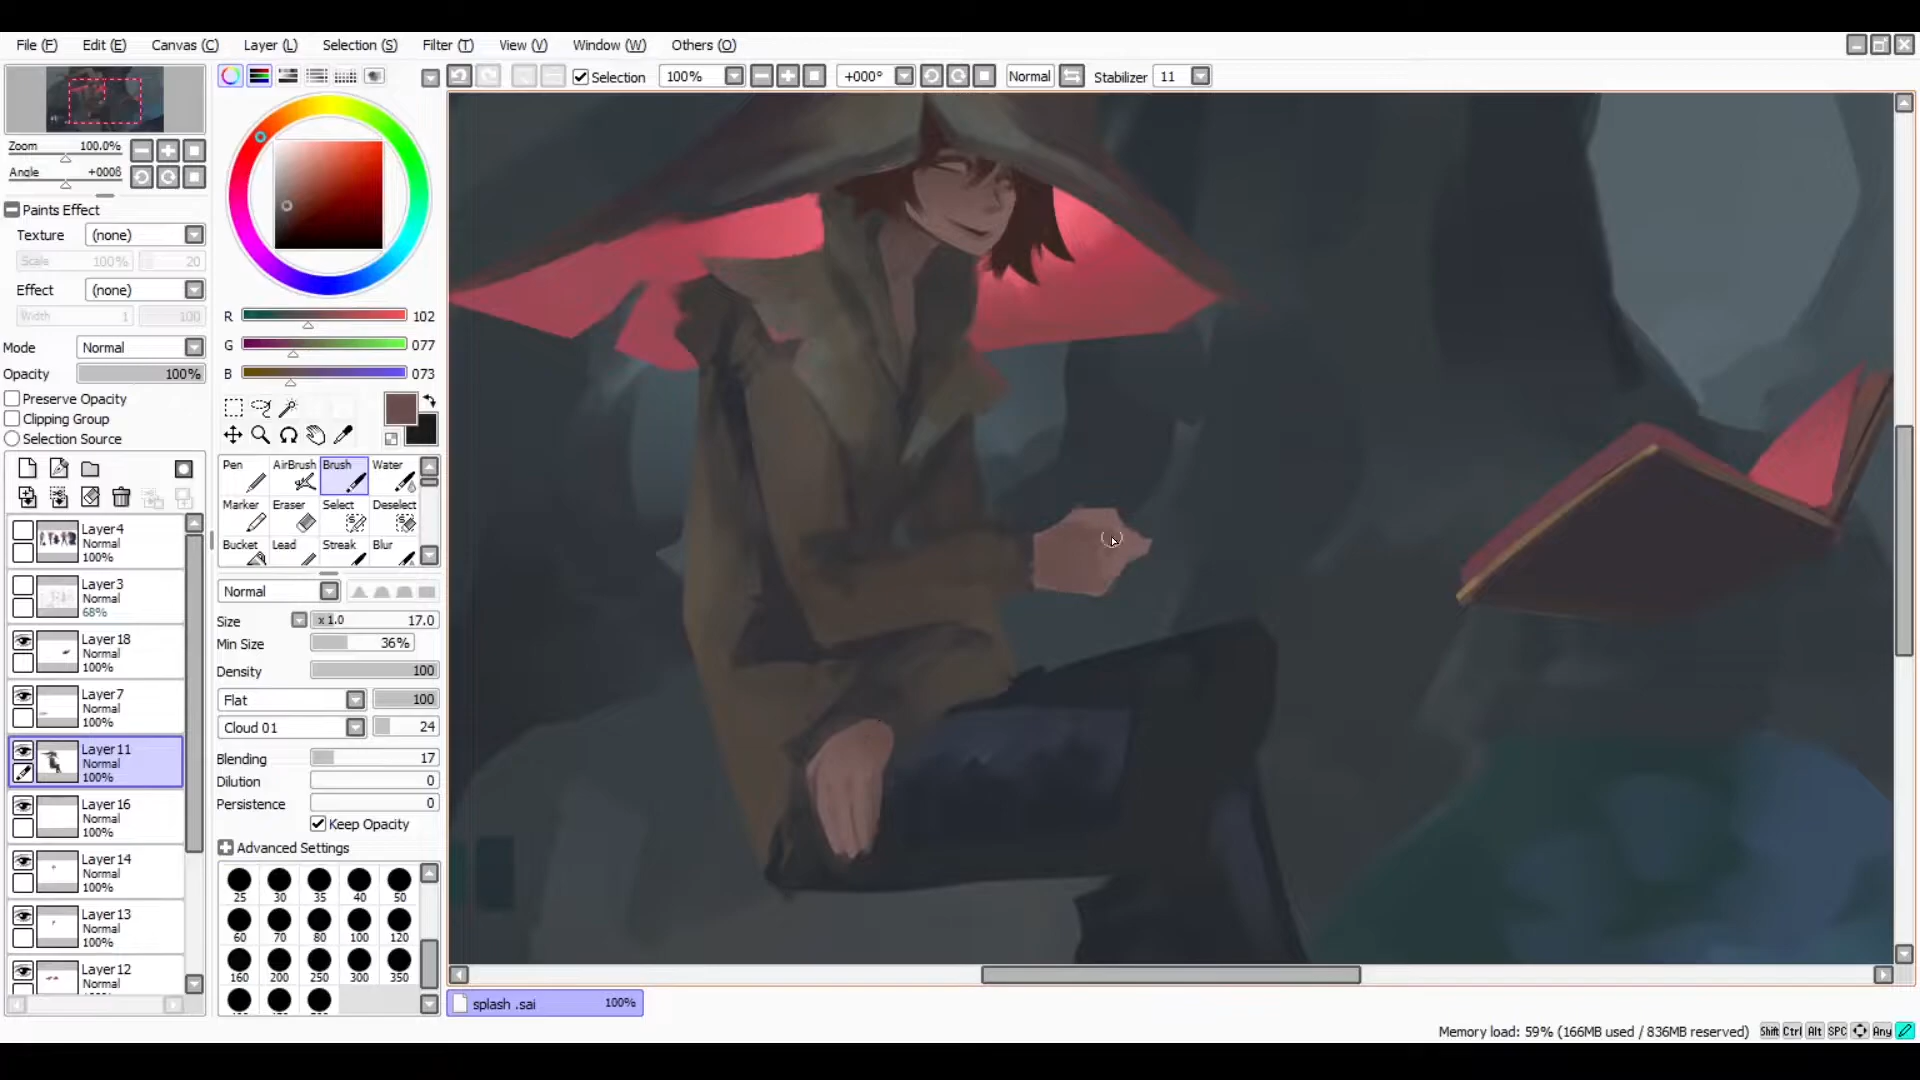 File (F) Edit (E) Canvas (C) Layer (L) Selection (S) Filter (T) View (V) Window (W) Others (O)
Selection 100% +000° Normal Stabilizer 11
Zoom 100.0%
Angle +0006
Paints Effect
Texture (none)
Scale 100% 20
Effect (none)
Width 1 100
Mode Normal
Opacity 100%
Preserve Opacity
Clipping Group
Selection Source
Layer4
Normal
100%
Layer3
Normal
68%
Layer18
Normal
100%
Layer7
Normal
100%
Layer11
Normal
100%
Layer16
Normal
100%
Layer14
Normal
100%
Layer13
Normal
100%
Layer12
Normal
R 102
G 077
B 073
Pen AirBrush Brush Water
Marker Eraser Select Deselect
Bucket Lead Streak Blur
Normal
Size x 1.0 17.0
Min Size 36%
Density 100
Flat 100
Cloud 01 24
Blending 17
Dilution 0
Persistence 0
Keep Opacity
Advanced Settings
25 30 35 40 50
60 70 80 100 120
160 200 250 300 350
splash .sai 100%
Memory load: 59% (166MB used / 836MB reserved) Shift Ctrl Alt SPC Any